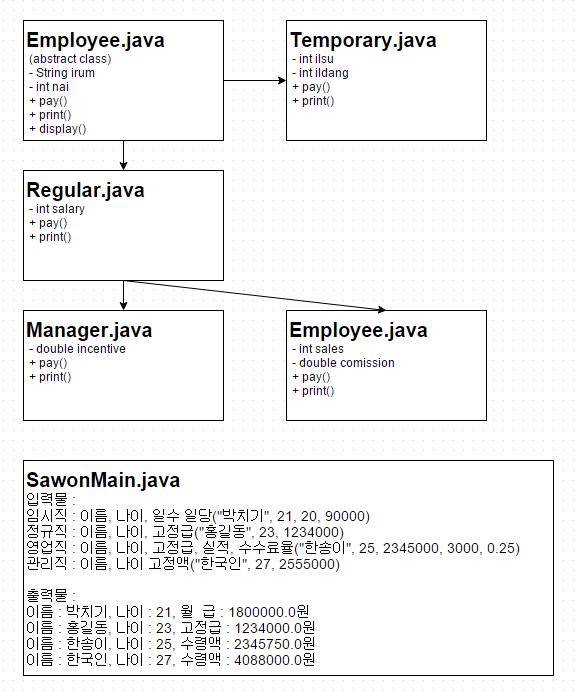 Employee.java
(abstract class)
- String irum
- int nai
+ pay()
+ print()
+ display()
Temporary.java
- int ilsu
- int ildang
+ pay()
+ print()
Regular.java
- int salary
+ pay()
+ print()
Manager.java
- double incentive
+ pay()
+ print()
Employee.java
- int sales
- double comission
+ pay()
+ print()
SawonMain.java
입력물 :
임시직 : 이름, 나이, 일수 일당("박치기", 21, 20, 90000)
정규직 : 이름, 나이, 고정급("홍길동", 23, 1234000)
영업직 : 이름, 나이, 고정급, 실적, 수수료율("한송이", 25, 2345000, 3000, 0.25)
관리직 : 이름, 나이 고정액("한국인", 27, 2555000)
출력물 :
이름 : 박치기, 나이 : 21, 월 급 : 1800000.0원
이름 : 홍길동, 나이 : 23, 고정급 : 1234000.0원
이름 : 한송이, 나이 : 25, 수령액 : 2345750.0원
이름 : 한국인, 나이 : 27, 수령액 : 4088000.0원